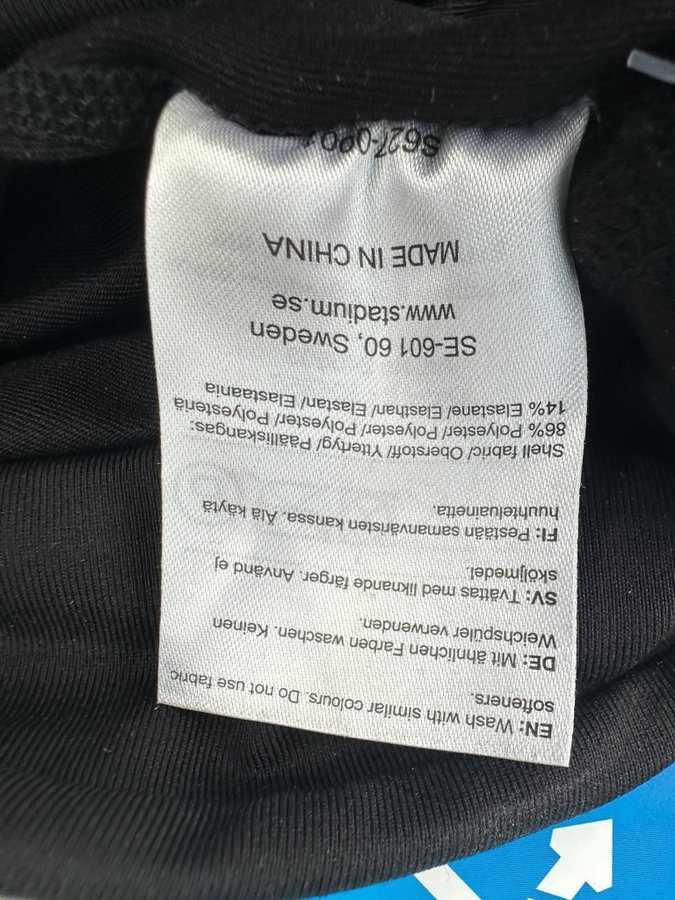 EN: Wash with similar colours. Do not use fabric
softeners.
DE: Mit ähnlichen Farben waschen. Keinen
Weichspüler verwenden.
SV: Tvättas med liknande färger. Använd ej
sköljmedel.
FI: Pestään samanväristen kanssa. Älä käytä
huuhteluainetta.
Shell fabric/ Oberstoff/ Yttertyg/ Päälliskangas:
86% Polyester/ Polyester/ Polyester/ Polyesteriä
14% Elastane/ Elasthan/ Elastan/ Elastaania
SE-601 60, Sweden
www.stadium.se
MADE IN CHINA